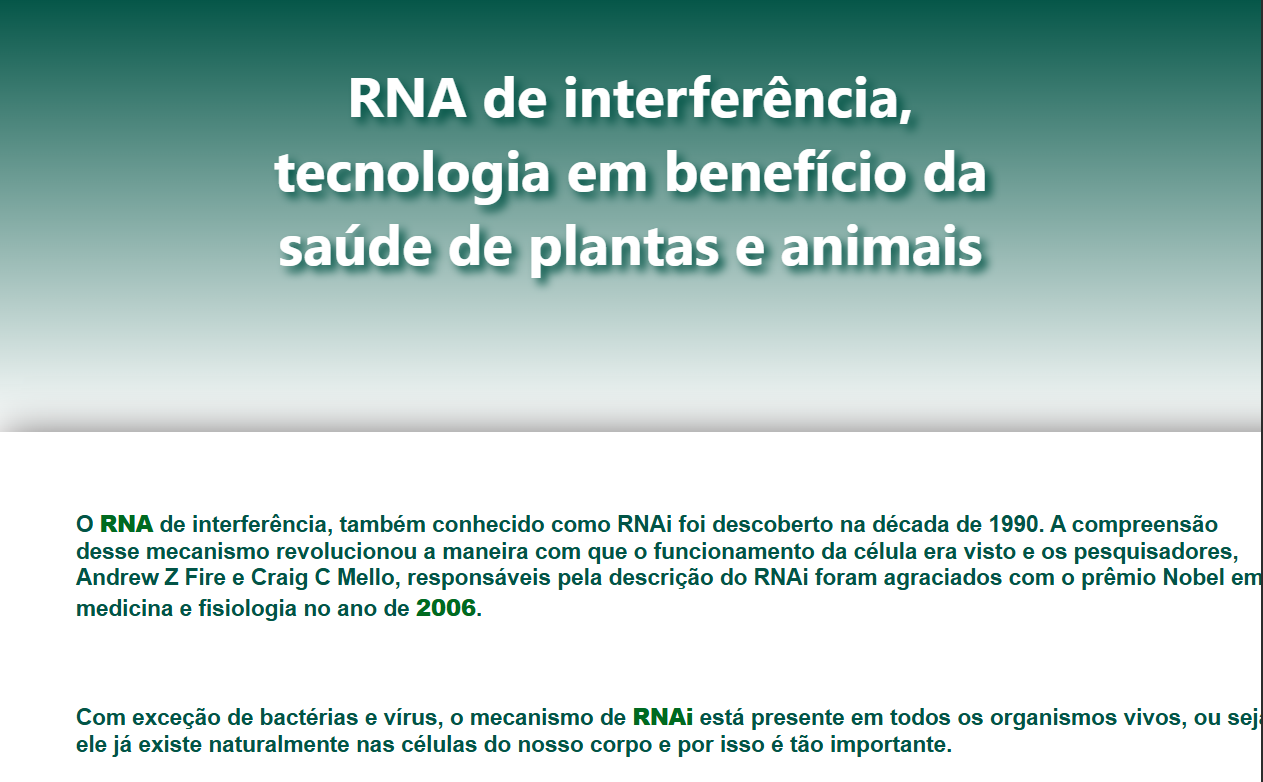 RNA de interferência,
tecnologia em benefício da
saúde de plantas e animais
O RNA de interferência, também conhecido como RNAi foi descoberto na década de 1990. A compreensão
desse mecanismo revolucionou a maneira com que o funcionamento da célula era visto e os pesquisadores,
Andrew Z Fire e Craig C Mello, responsáveis pela descrição do RNAi foram agraciados com o prêmio Nobel em
medicina e fisiologia no ano de 2006.
Com exceção de bactérias e vírus, o mecanismo de RNAi está presente em todos os organismos vivos, ou seja
ele já existe naturalmente nas células do nosso corpo e por isso é tão importante.